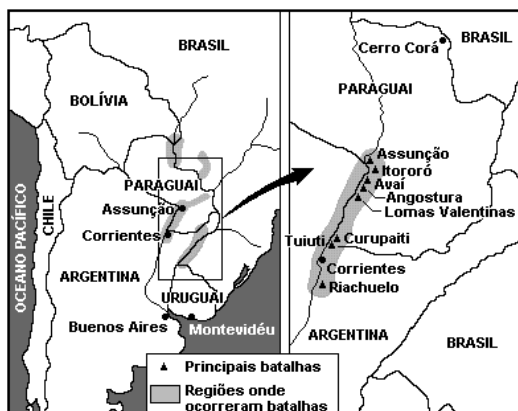 BRASIL
BOLÍVIA
PARAGUAI
Assunção
Corrientes
OCEANO PACÍFICO
CHILE
ARGENTINA
URUGUAI
Buenos Aires
Montevidéu
BRASIL
Cerro Corá
PARAGUAI
Assunção
Itororó
Avaí
Angostura
Lomas Valentinas
Curupaiti
Tuiuti
Corrientes
Riachuelo
ARGENTINA
BRASIL
Principais batalhas
Regiões onde
ocorreram batalhas